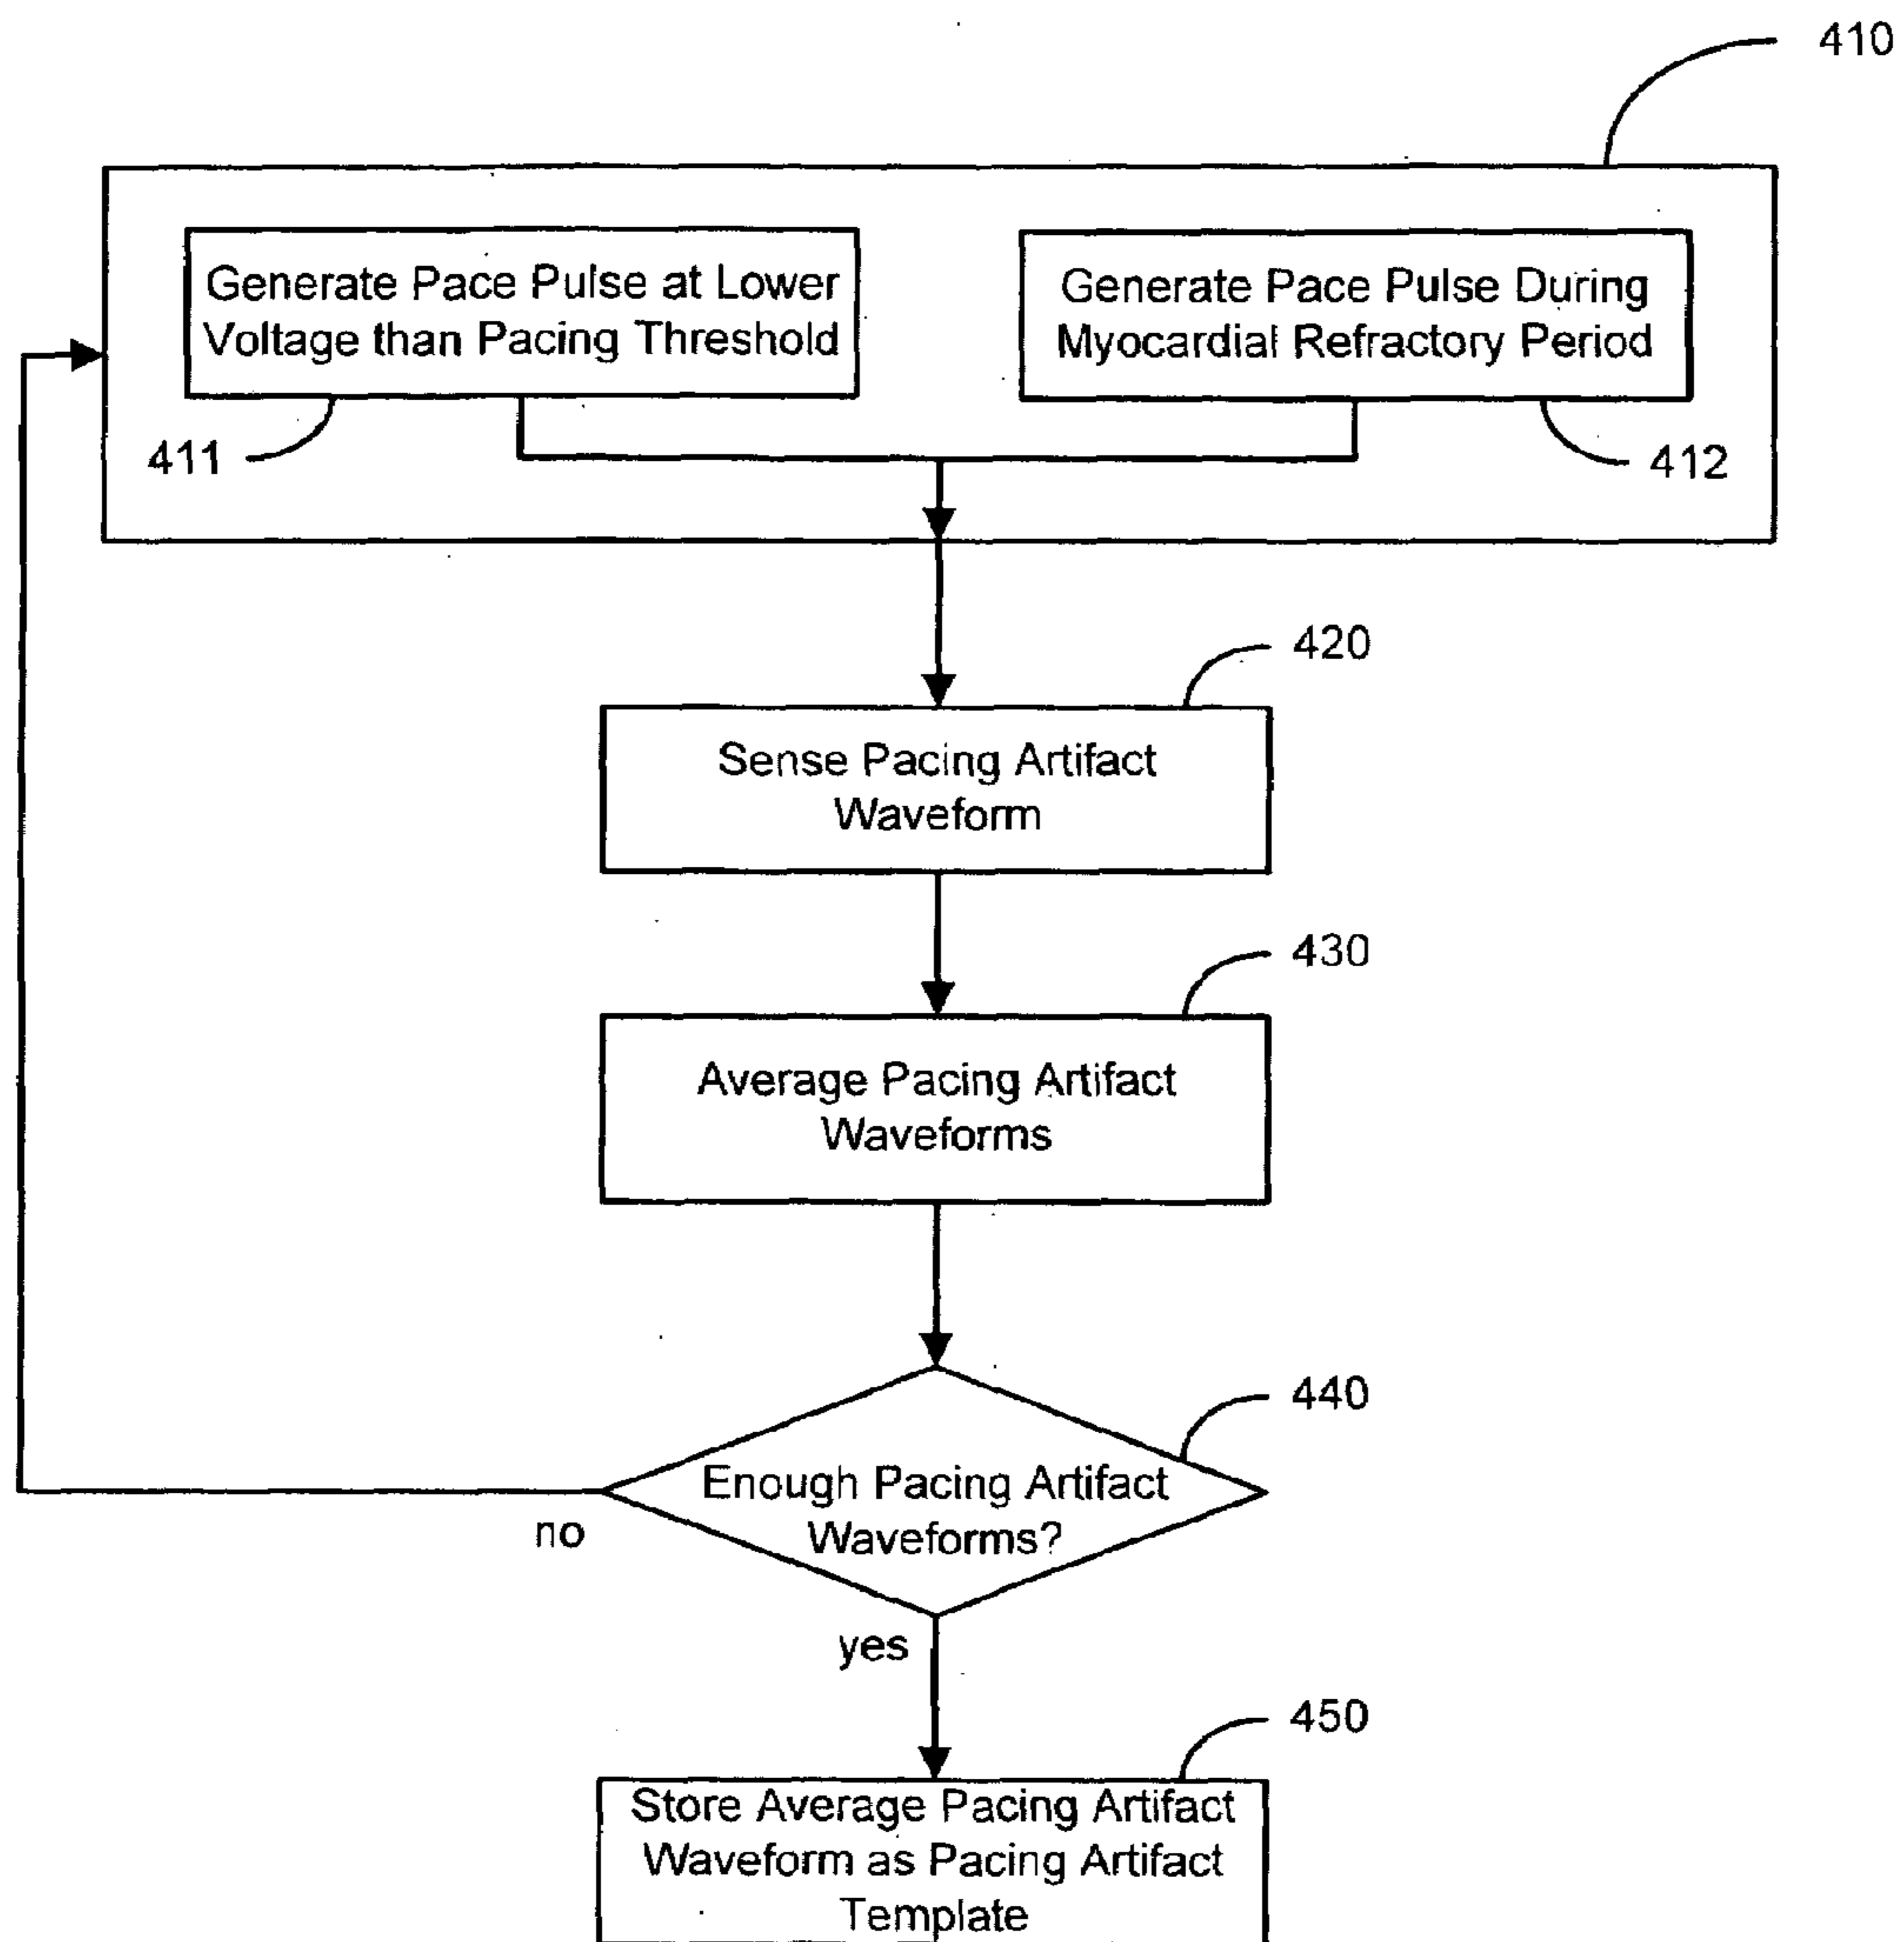 410
Generate Pace Pulse at Lower
Voltage than Pacing Threshold
Generate Pace Pulse During
Myocardial Refractory Period
411
412
420
Sense Pacing Artifact
Waveform
430
Average Pacing Artifact
Waveforms
440
Enough Pacing Artifact
Waveforms?
no
yes
450
Store Average Pacing Artifact
Waveform as Pacing Artifact
Template